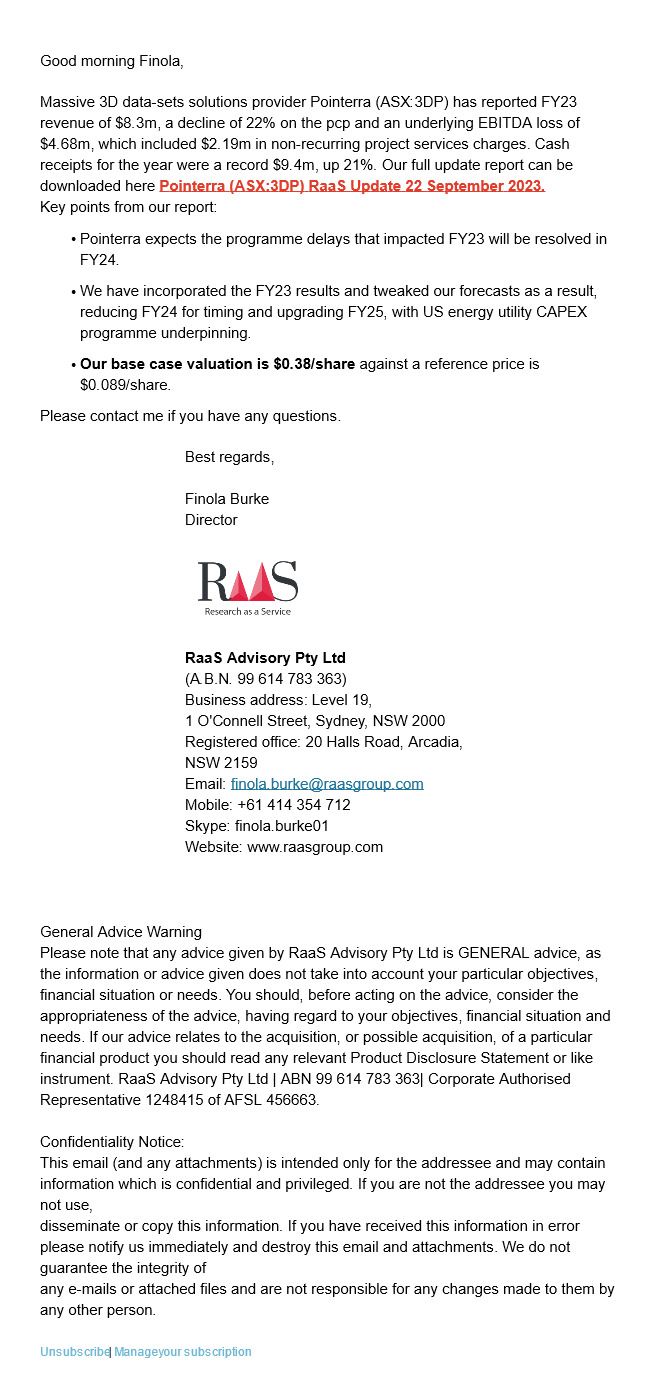 Good morning Finola,
Massive 3D data-sets solutions provider Pointerra (ASX:3DP) has reported FY23
revenue of $8.3m, a decline of 22% on the pcp and an underlying EBITDA loss of
$4.68m, which included $2.19m in non-recurring project services charges. Cash
receipts for the year were a record $9.4m, up 21%. Our full update report can be
downloaded here Pointerra (ASX:3DP) RaaS Update 22 September 2023.
Key points from our report:
• Pointerra expects the programme delays that impacted FY23 will be resolved in
FY24.
• We have incorporated the FY23 results and tweaked our forecasts as a result,
reducing FY24 for timing and upgrading FY25, with US energy utility CAPEX
programme underpinning.
• Our base case valuation is $0.38/share against a reference price is
$0.089/share.
Please contact me if you have any questions.
Best regards,
Finola Burke
Director
RAAS
Research as a Service
RaaS Advisory Pty Ltd
(A.B.N. 99 614 783 363)
Business address: Level 19,
1 O'Connell Street, Sydney, NSW 2000
Registered office: 20 Halls Road, Arcadia,
NSW 2159
Email: finola.burke@raasgroup.com
Mobile: +61 414 354 712
Skype: finola.burke01
Website: www.raasgroup.com
General Advice Warning
Please note that any advice given by RaaS Advisory Pty Ltd is GENERAL advice, as
the information or advice given does not take into account your particular objectives,
financial situation or needs. You should, before acting on the advice, consider the
appropriateness of the advice, having regard to your objectives, financial situation and
needs. If our advice relates to the acquisition, or possible acquisition, of a particular
financial product you should read any relevant Product Disclosure Statement or like
instrument. RaaS Advisory Pty Ltd | ABN 99 614 783 363| Corporate Authorised
Representative 1248415 of AFSL 456663.
Confidentiality Notice:
This email (and any attachments) is intended only for the addressee and may contain
information which is confidential and privileged. If you are not the addressee you may
not use,
disseminate or copy this information. If you have received this information in error
please notify us immediately and destroy this email and attachments. We do not
guarantee the integrity of
any e-mails or attached files and are not responsible for any changes made to them by
any other person.
Unsubscribe| Manageyour subscription